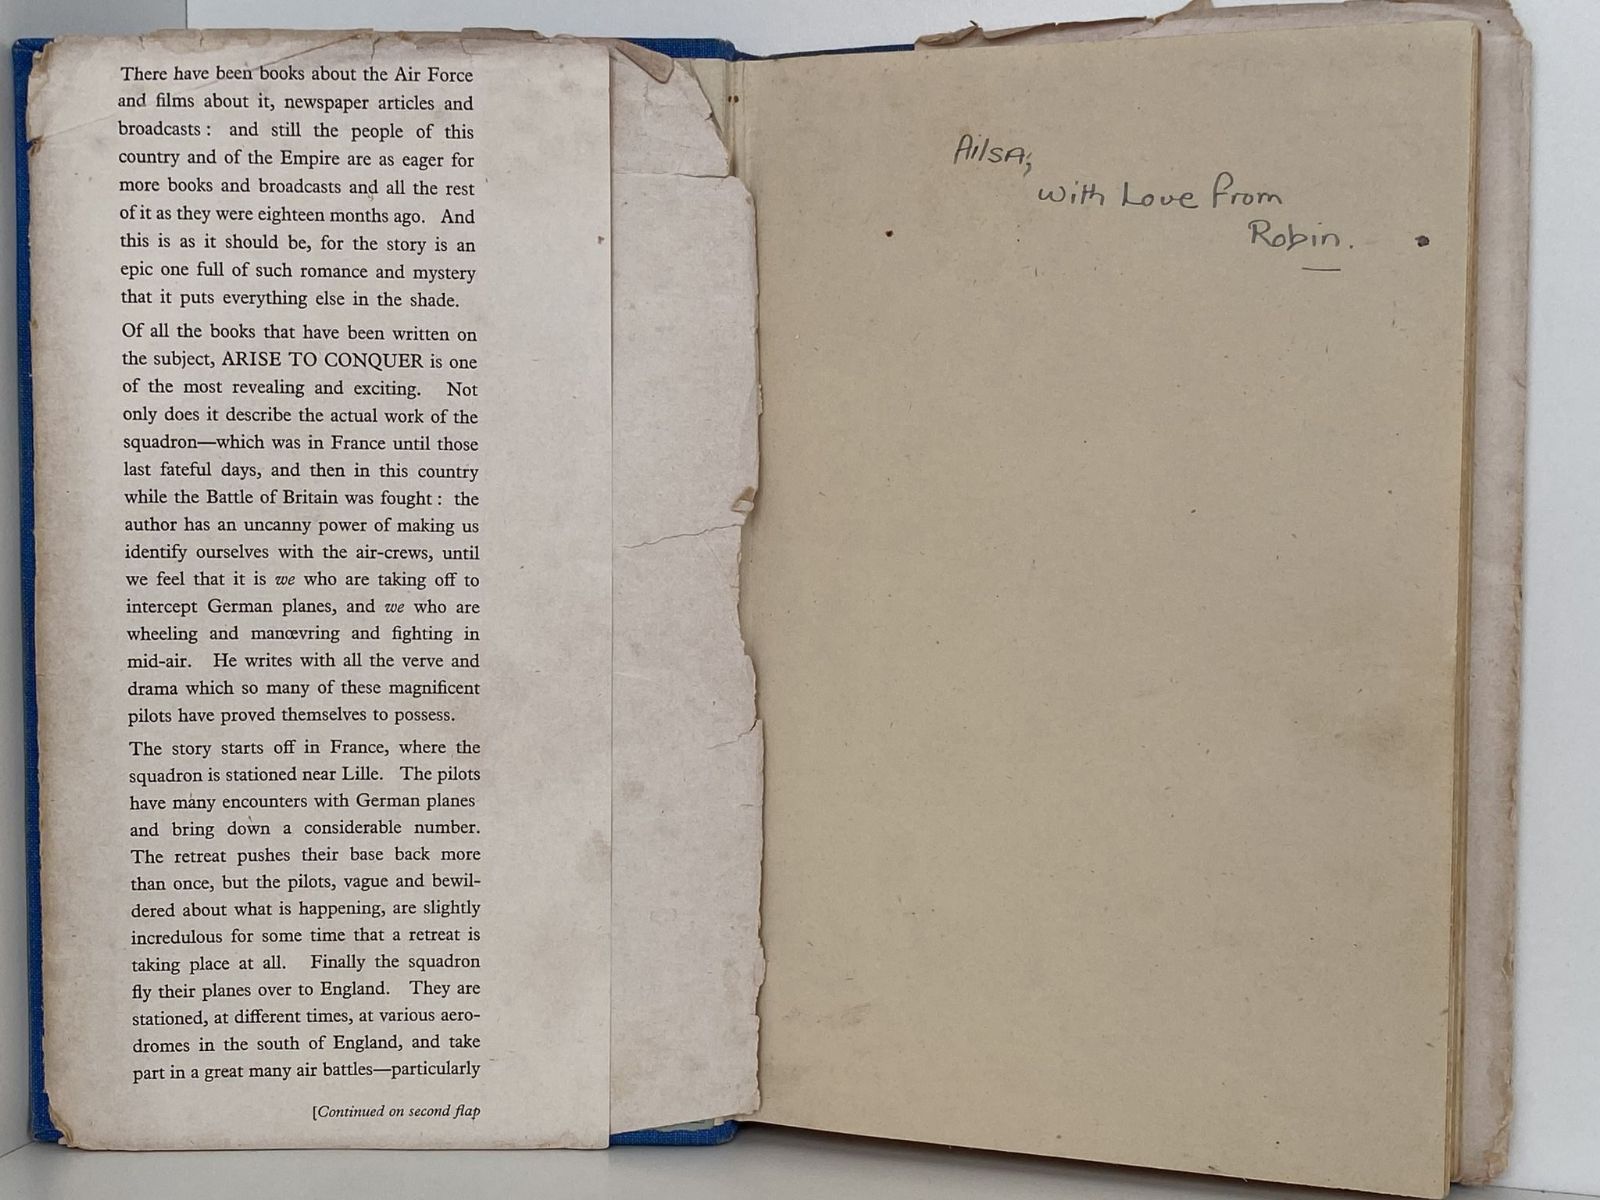 There have been books about the Air Force
and films about it, newspaper articles and
broadcasts : and still the people of this
country and of the Empire are as eager for
more books and broadcasts and all the rest
of it as they were eighteen months ago. And
this is as it should be, for the story is an
epic one full of such romance and mystery
that it puts everything else in the shade.
Of all the books that have been written on
the subject, ARISE TO CONQUER is one
of the most revealing and exciting. Not
only does it describe the actual work of the
squadron—which was in France until those
last fateful days, and then in this country
while the Battle of Britain was fought : the
author has an uncanny power of making us
identify ourselves with the air-crews, until
we feel that it is we who are taking off to
intercept German planes, and we who are
wheeling and manœvring and fighting in
mid-air. He writes with all the verve and
drama which so many of these magnificent
pilots have proved themselves to possess.
The story starts off in France, where the
squadron is stationed near Lille. The pilots
have many encounters with German planes
and bring down a considerable number.
The retreat pushes their base back more
than once, but the pilots, vague and bewil-
dered about what is happening, are slightly
incredulous for some time that a retreat is
taking place at all. Finally the squadron
fly their planes over to England. They are
stationed, at different times, at various aero-
dromes in the south of England, and take
part in a great many air battles—particularly
[Continued on second flap
Ailsa,
with Love from
Robin.